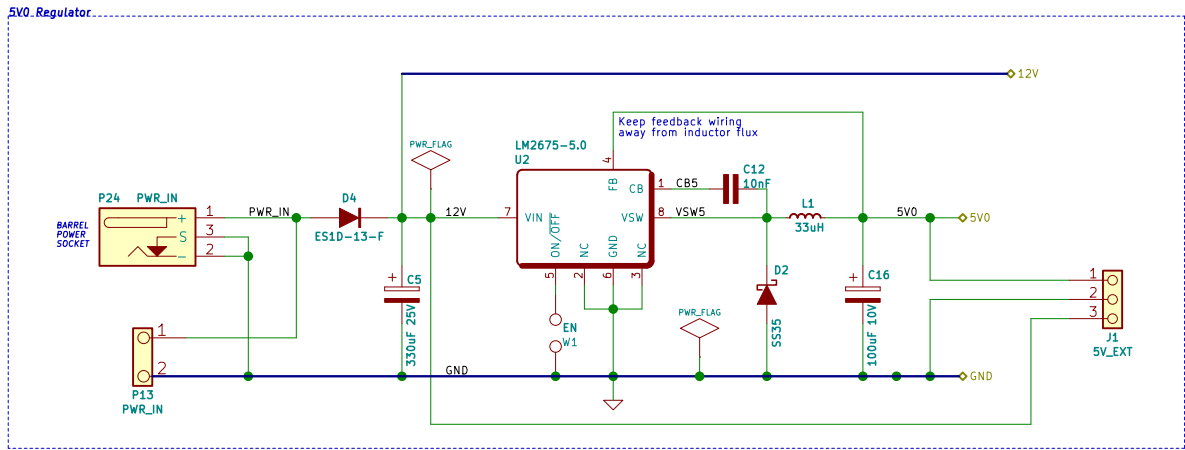 5V0 Regulator
12V
Keep feedback wiring
away from inductor flux
PWR_FLAG
LM2675-5.0
U2
4
FB
C12
10nF
P24 PWR_IN
BARREL
POWER
SOCKET
+
S
-
1
3
2
PWR_IN
D4
ES1D-13-F
12V
7
VIN
ON/OFF
NC
GND
NC
CB
VSW
1
8
CB5
VSW5
L1
33uH
5V0
5V0
5
2
6
3
+
C5
330uF 25V
D2
SS35
+
C16
100uF 10V
EN
W1
PWR_FLAG
1
2
3
J1
5V_EXT
1
2
P13
PWR_IN
GND
GND